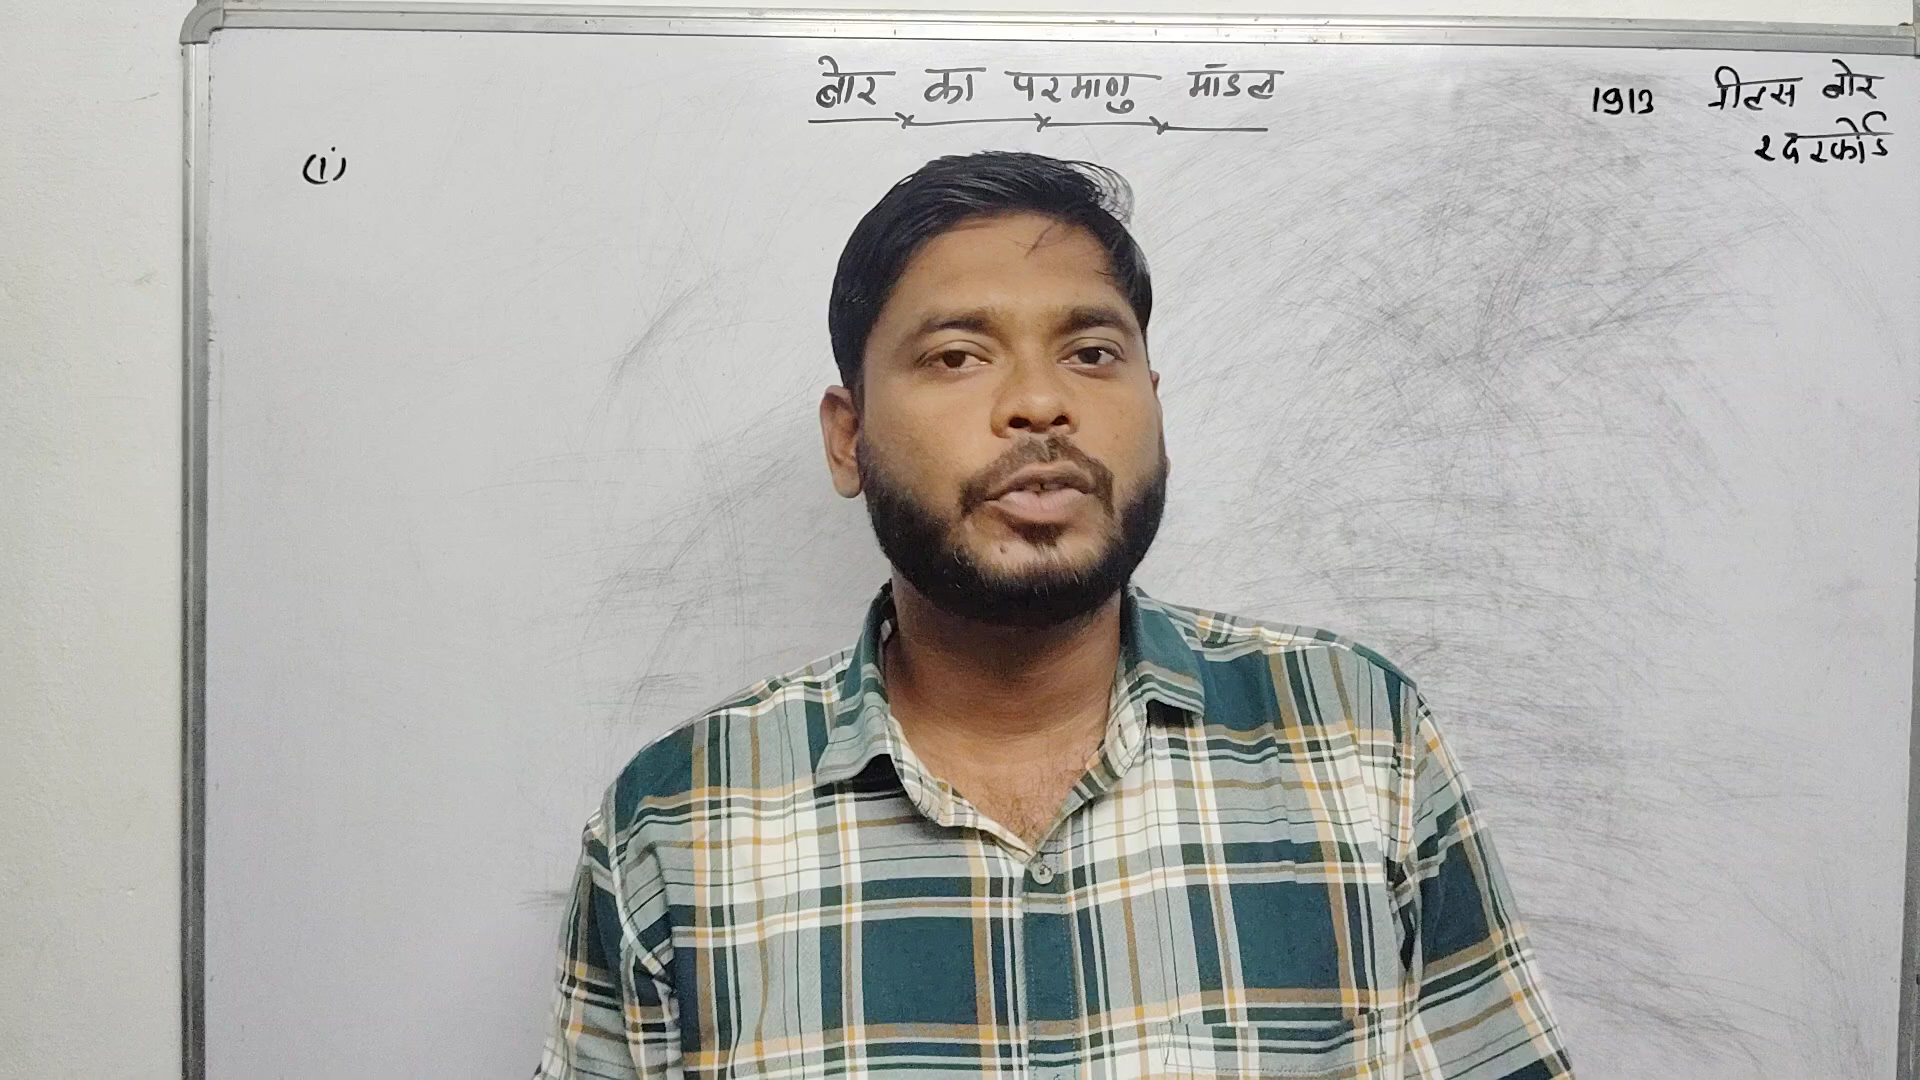 बोर का परमाणु मॉडल
1913 नील्स बोर
रदरफोर्ड
(i)